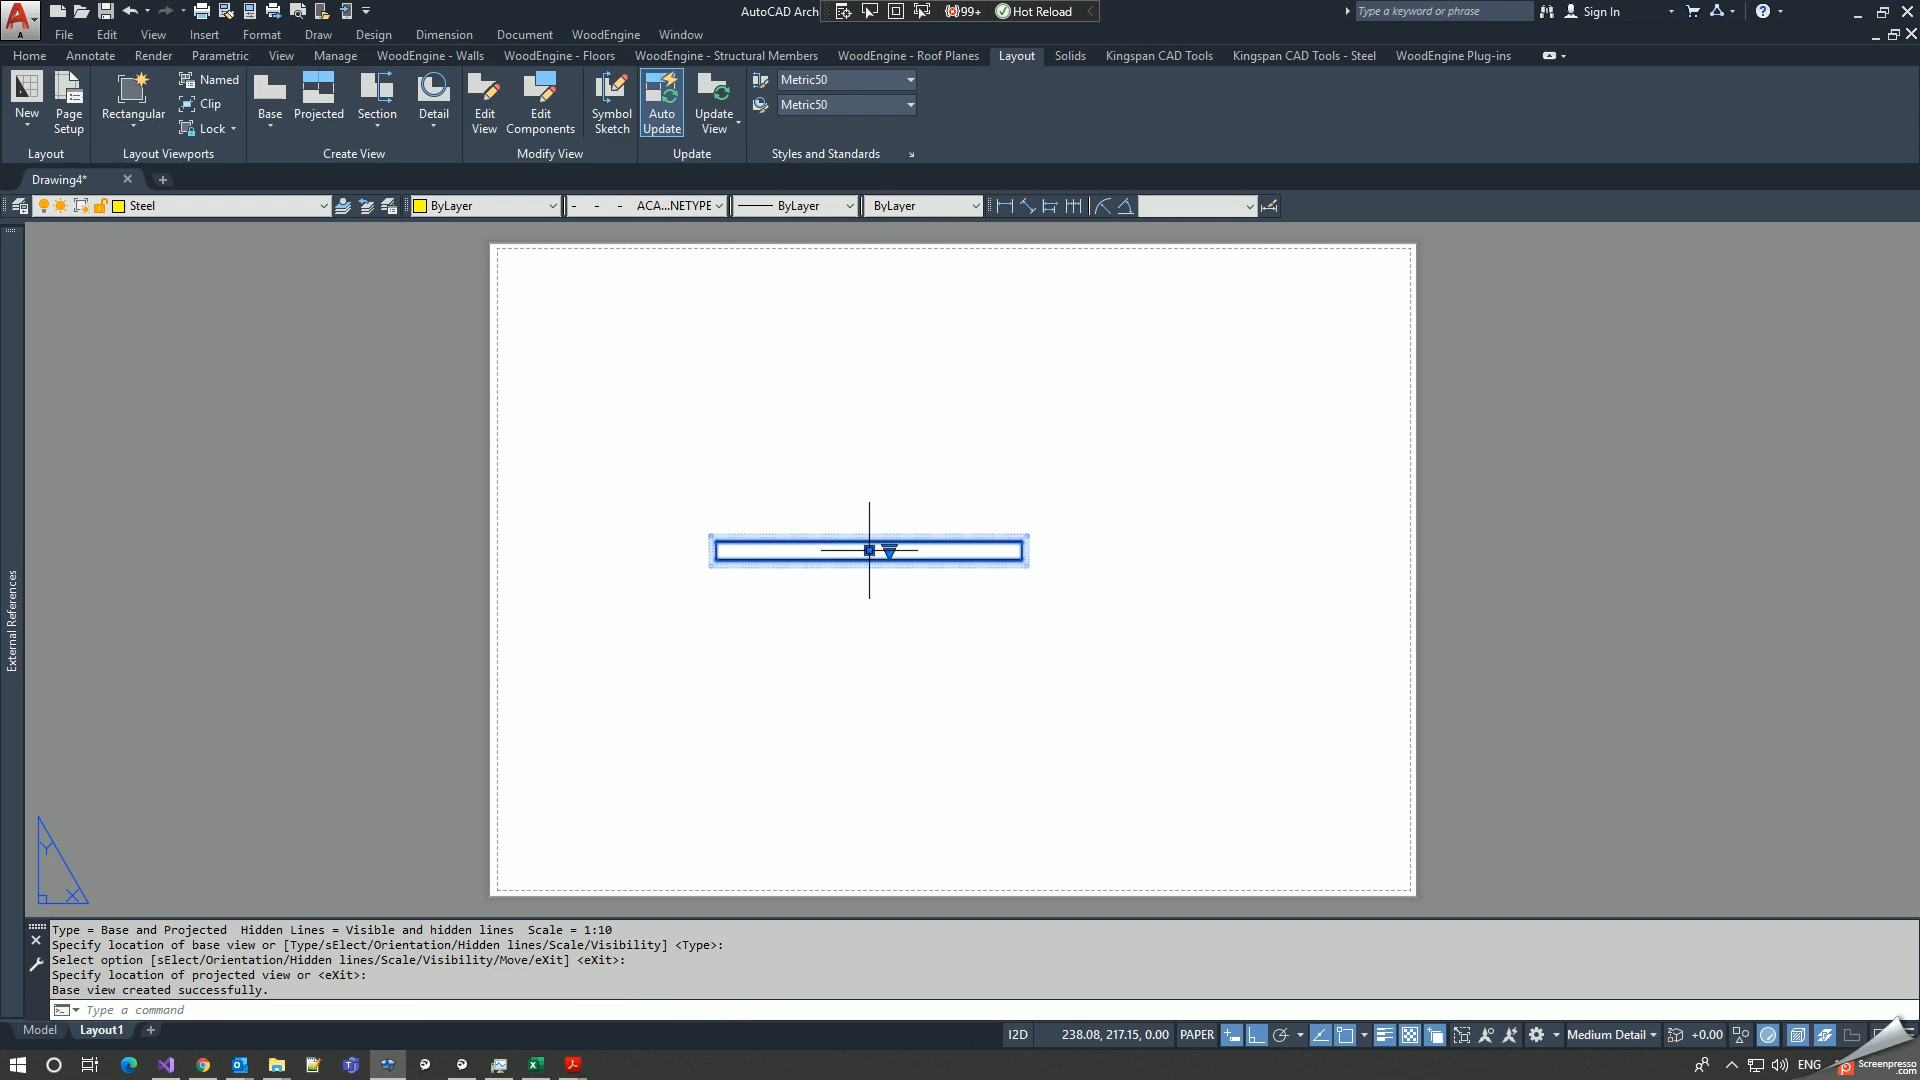 AutoCAD Arch
99+
Hot Reload
Type a keyword or phrase
Sign In
File Edit View Insert Format Draw Design Dimension Document WoodEngine Window
Home Annotate Render Parametric View Manage WoodEngine - Walls WoodEngine - Floors WoodEngine - Structural Members WoodEngine - Roof Planes Layout Solids Kingspan CAD Tools Kingspan CAD Tools - Steel WoodEngine Plug-ins
New
Page
Setup
Rectangular
Named
Clip
Lock
Base
Projected
Section
Detail
Edit
View
Edit
Components
Symbol
Sketch
Auto
Update
Update
View
Metric50
Metric50
Layout
Layout Viewports
Create View
Modify View
Update
Styles and Standards
Drawing4*
Steel
ByLayer
ACA...NETYPE
ByLayer
ByLayer
External References
Y
X
Type = Base and Projected  Hidden Lines = Visible and hidden lines  Scale = 1:10
Specify location of base view or [Type/sElect/Orientation/Hidden lines/Scale/Visibility] <Type>:
Select option [sElect/Orientation/Hidden lines/Scale/Visibility/Move/eXit] <eXit>:
Specify location of projected view or <eXit>:
Base view created successfully.
Type a command
Model
Layout1
I2D
238.08, 217.15, 0.00
PAPER
Medium Detail
+0.00
ENG
Screenpresso
.com